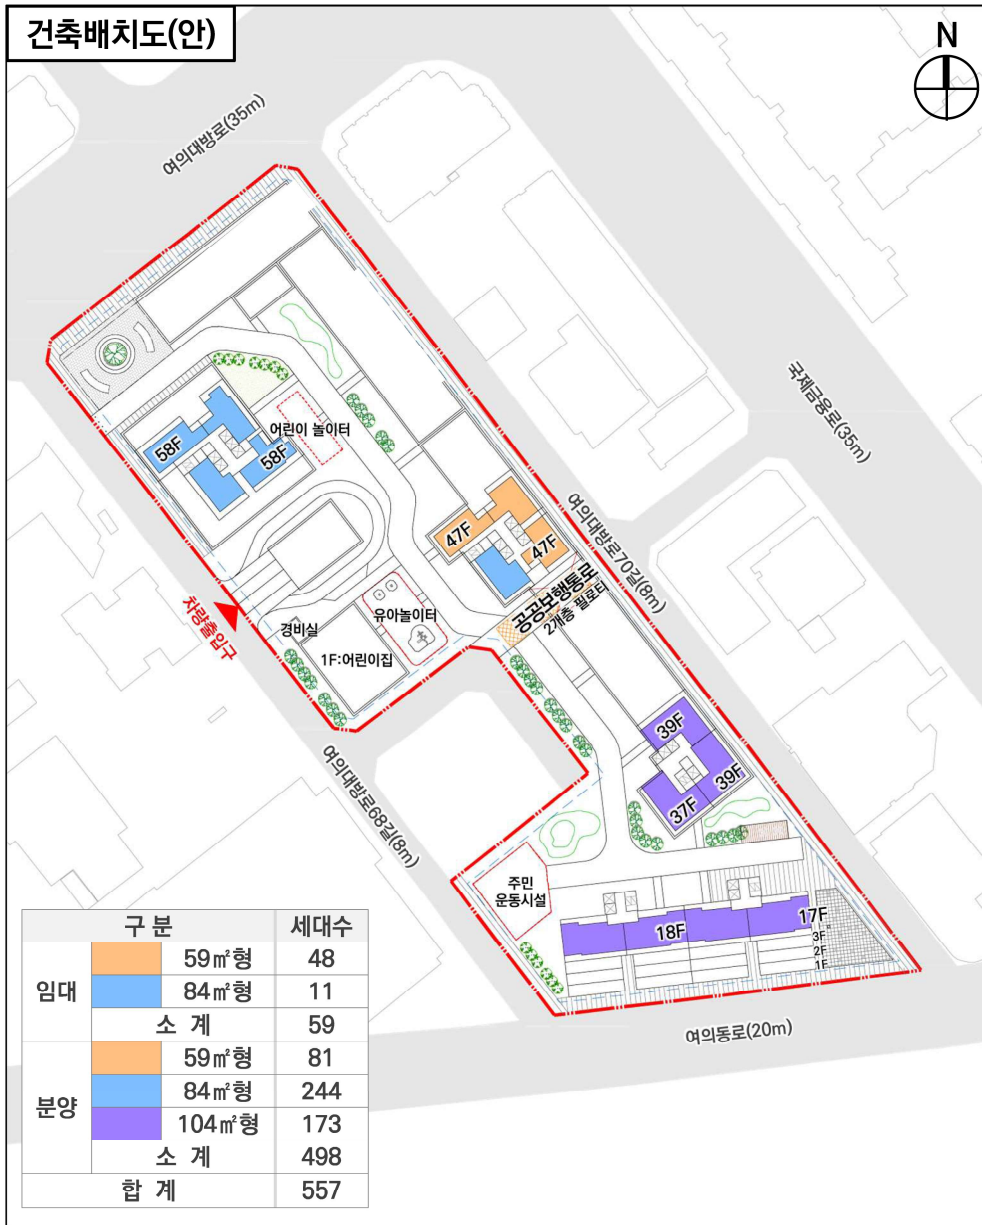 건축배치도(안)
N
여의대방로(35m)
국제금융로(35m)
58F
58F
어린이 놀이터
47F
47F
여의대방로70길(8m)
공공보행통로
2개층 필로티
차량출입구
경비실
유아놀이터
1F:어린이집
39F
39F
37F
여의대방로68길(8m)
주민
운동시설
18F
17F
3F
2F
1F
여의동로(20m)
구 분 세대수
임대 59㎡형 48
84㎡형 11
소 계 59
분양 59㎡형 81
84㎡형 244
104㎡형 173
소 계 498
합 계 557